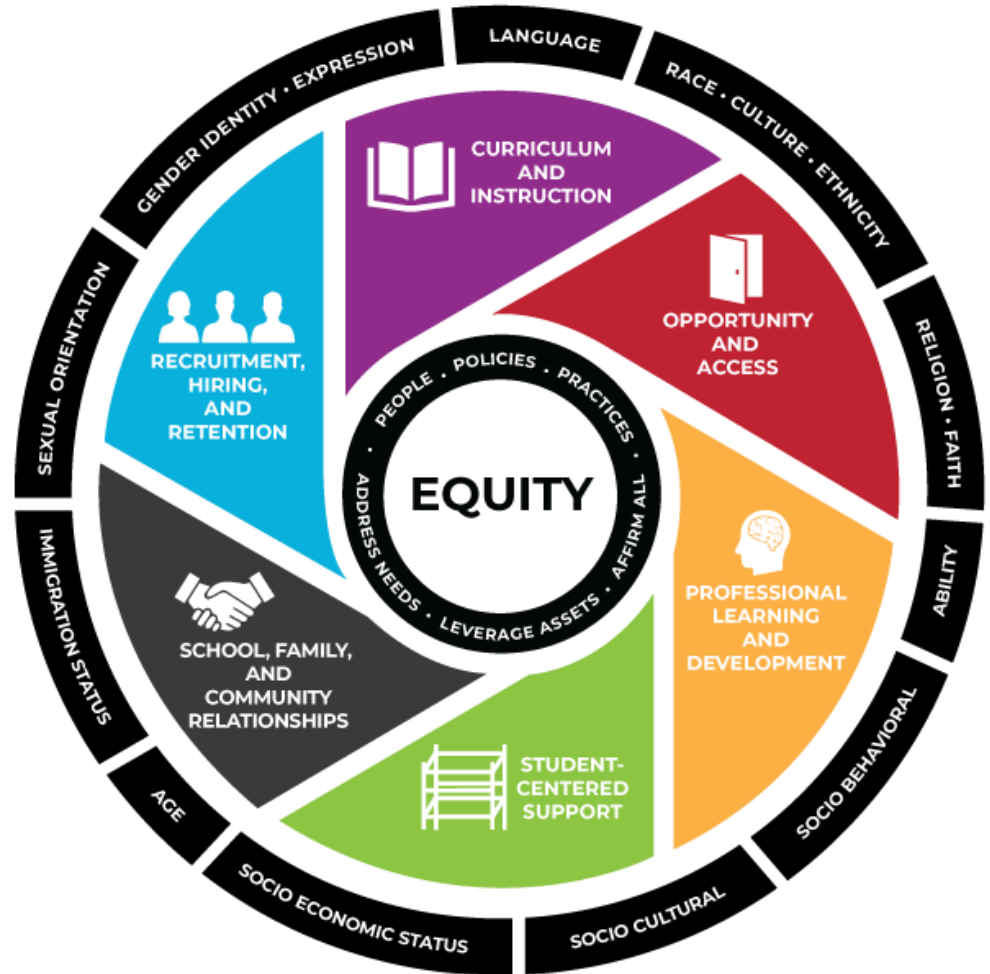 LANGUAGE
RACE • CULTURE • ETHNICITY
RELIGION • FAITH
ABILITY
SOCIO BEHAVIORAL
SOCIO CULTURAL
SOCIO ECONOMIC STATUS
AGE
IMMIGRATION STATUS
SEXUAL ORIENTATION
GENDER IDENTITY • EXPRESSION
CURRICULUM
AND
INSTRUCTION
OPPORTUNITY
AND
ACCESS
PROFESSIONAL
LEARNING
AND
DEVELOPMENT
STUDENT-
CENTERED
SUPPORT
SCHOOL, FAMILY,
AND
COMMUNITY
RELATIONSHIPS
RECRUITMENT,
HIRING,
AND
RETENTION
• PEOPLE • POLICIES • PRACTICES •
AFFIRM ALL • LEVERAGE ASSETS • ADDRESS NEEDS
EQUITY